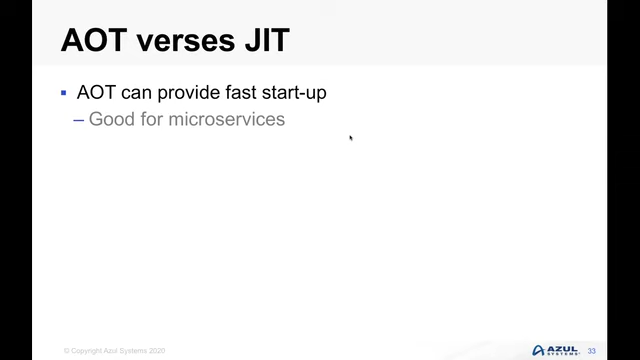 AOT verses JIT
▪ AOT can provide fast start-up
– Good for microservices
© Copyright Azul Systems 2020
AZUL
SYSTEMS
33